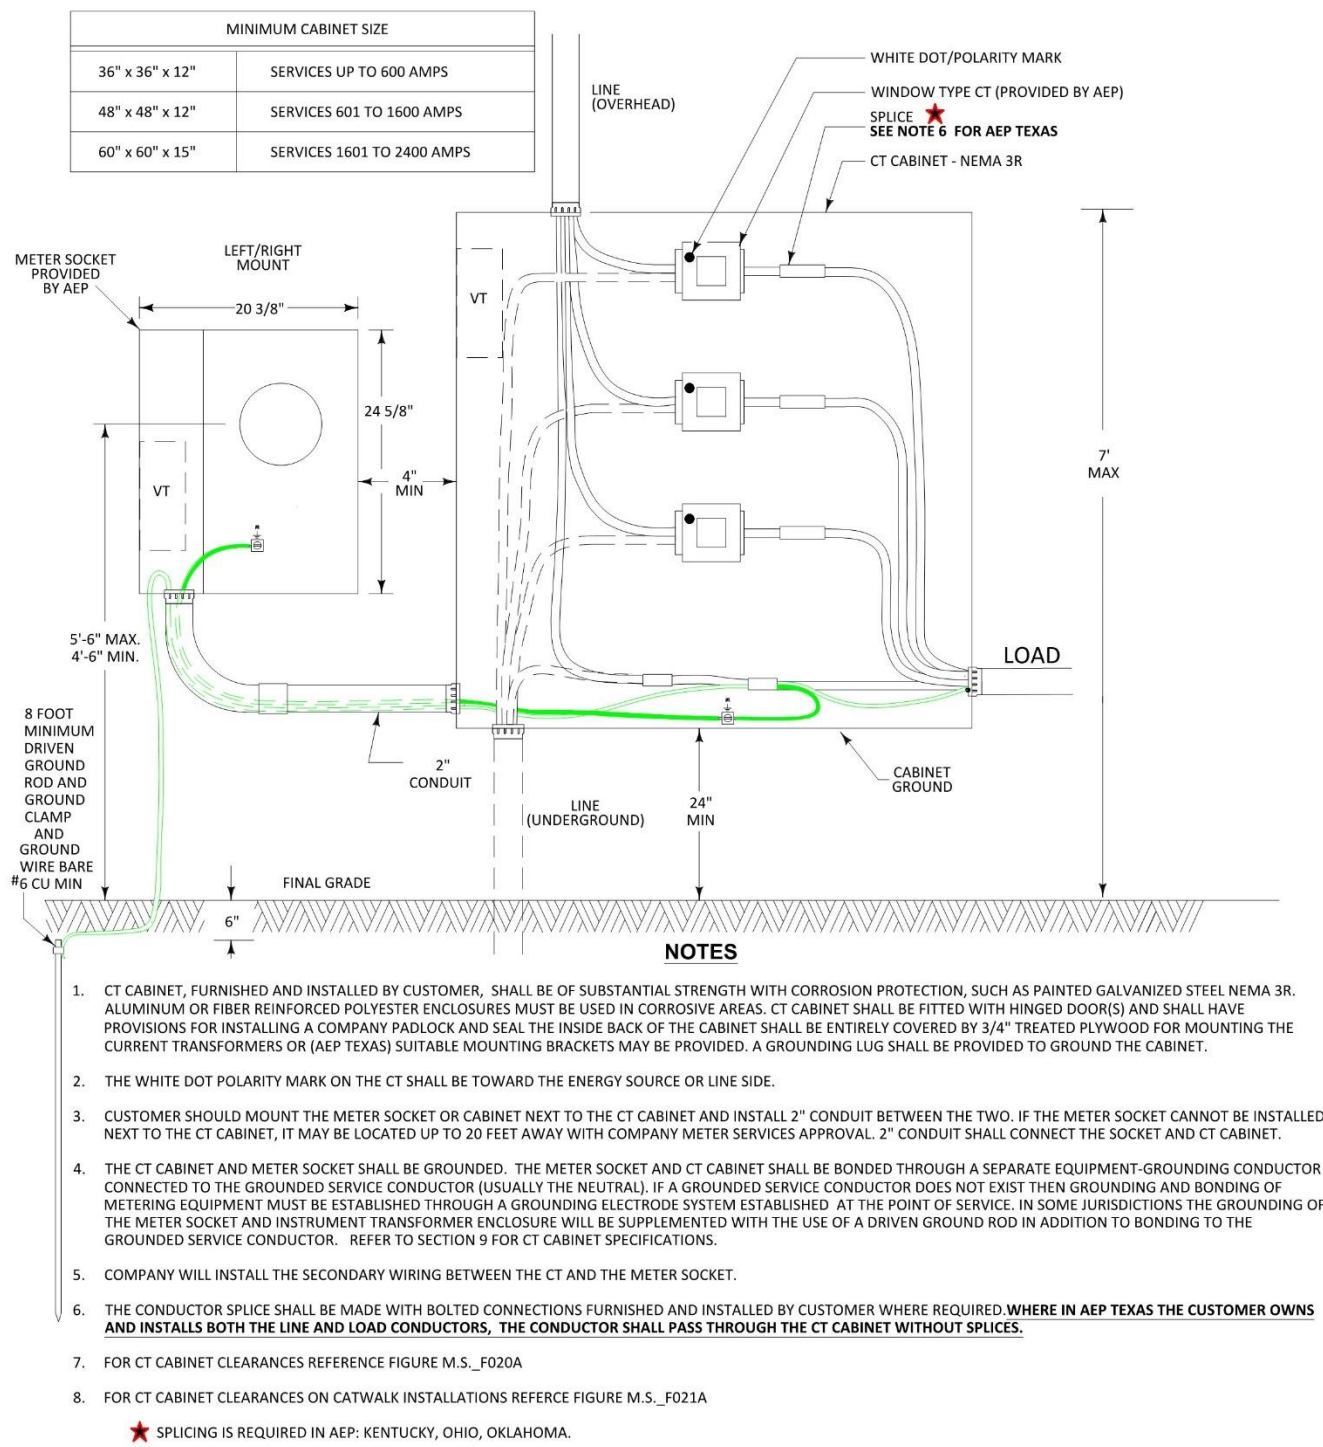 MINIMUM CABINET SIZE
36" x 36" x 12" SERVICES UP TO 600 AMPS
48" x 48" x 12" SERVICES 601 TO 1600 AMPS
60" x 60" x 15" SERVICES 1601 TO 2400 AMPS
LINE
(OVERHEAD)
WHITE DOT/POLARITY MARK
WINDOW TYPE CT (PROVIDED BY AEP)
SPLICE
SEE NOTE 6 FOR AEP TEXAS
CT CABINET - NEMA 3R
METER SOCKET
PROVIDED
BY AEP
LEFT/RIGHT
MOUNT
20 3/8"
24 5/8"
VT
VT
4"
MIN
7'
MAX
5'-6" MAX.
4'-6" MIN.
LOAD
8 FOOT
MINIMUM
DRIVEN
GROUND
ROD AND
GROUND
CLAMP
AND
GROUND
WIRE BARE
#6 CU MIN
2"
CONDUIT
LINE
(UNDERGROUND)
24"
MIN
CABINET
GROUND
FINAL GRADE
6"
NOTES
1. CT CABINET, FURNISHED AND INSTALLED BY CUSTOMER, SHALL BE OF SUBSTANTIAL STRENGTH WITH CORROSION PROTECTION, SUCH AS PAINTED GALVANIZED STEEL NEMA 3R.
ALUMINUM OR FIBER REINFORCED POLYESTER ENCLOSURES MUST BE USED IN CORROSIVE AREAS. CT CABINET SHALL BE FITTED WITH HINGED DOOR(S) AND SHALL HAVE
PROVISIONS FOR INSTALLING A COMPANY PADLOCK AND SEAL THE INSIDE BACK OF THE CABINET SHALL BE ENTIRELY COVERED BY 3/4" TREATED PLYWOOD FOR MOUNTING THE
CURRENT TRANSFORMERS OR (AEP TEXAS) SUITABLE MOUNTING BRACKETS MAY BE PROVIDED. A GROUNDING LUG SHALL BE PROVIDED TO GROUND THE CABINET.
2. THE WHITE DOT POLARITY MARK ON THE CT SHALL BE TOWARD THE ENERGY SOURCE OR LINE SIDE.
3. CUSTOMER SHOULD MOUNT THE METER SOCKET OR CABINET NEXT TO THE CT CABINET AND INSTALL 2" CONDUIT BETWEEN THE TWO. IF THE METER SOCKET CANNOT BE INSTALLED
NEXT TO THE CT CABINET, IT MAY BE LOCATED UP TO 20 FEET AWAY WITH COMPANY METER SERVICES APPROVAL. 2" CONDUIT SHALL CONNECT THE SOCKET AND CT CABINET.
4. THE CT CABINET AND METER SOCKET SHALL BE GROUNDED. THE METER SOCKET AND CT CABINET SHALL BE BONDED THROUGH A SEPARATE EQUIPMENT-GROUNDING CONDUCTOR
CONNECTED TO THE GROUNDED SERVICE CONDUCTOR (USUALLY THE NEUTRAL). IF A GROUNDED SERVICE CONDUCTOR DOES NOT EXIST THEN GROUNDING AND BONDING OF
METERING EQUIPMENT MUST BE ESTABLISHED THROUGH A GROUNDING ELECTRODE SYSTEM ESTABLISHED AT THE POINT OF SERVICE. IN SOME JURISDICTIONS THE GROUNDING OF
THE METER SOCKET AND INSTRUMENT TRANSFORMER ENCLOSURE WILL BE SUPPLEMENTED WITH THE USE OF A DRIVEN GROUND ROD IN ADDITION TO BONDING TO THE
GROUNDED SERVICE CONDUCTOR. REFER TO SECTION 9 FOR CT CABINET SPECIFICATIONS.
5. COMPANY WILL INSTALL THE SECONDARY WIRING BETWEEN THE CT AND THE METER SOCKET.
6. THE CONDUCTOR SPLICE SHALL BE MADE WITH BOLTED CONNECTIONS FURNISHED AND INSTALLED BY CUSTOMER WHERE REQUIRED.WHERE IN AEP TEXAS THE CUSTOMER OWNS
AND INSTALLS BOTH THE LINE AND LOAD CONDUCTORS, THE CONDUCTOR SHALL PASS THROUGH THE CT CABINET WITHOUT SPLICES.
7. FOR CT CABINET CLEARANCES REFERENCE FIGURE M.S._F020A
8. FOR CT CABINET CLEARANCES ON CATWALK INSTALLATIONS REFERCE FIGURE M.S._F021A
SPLICING IS REQUIRED IN AEP: KENTUCKY, OHIO, OKLAHOMA.